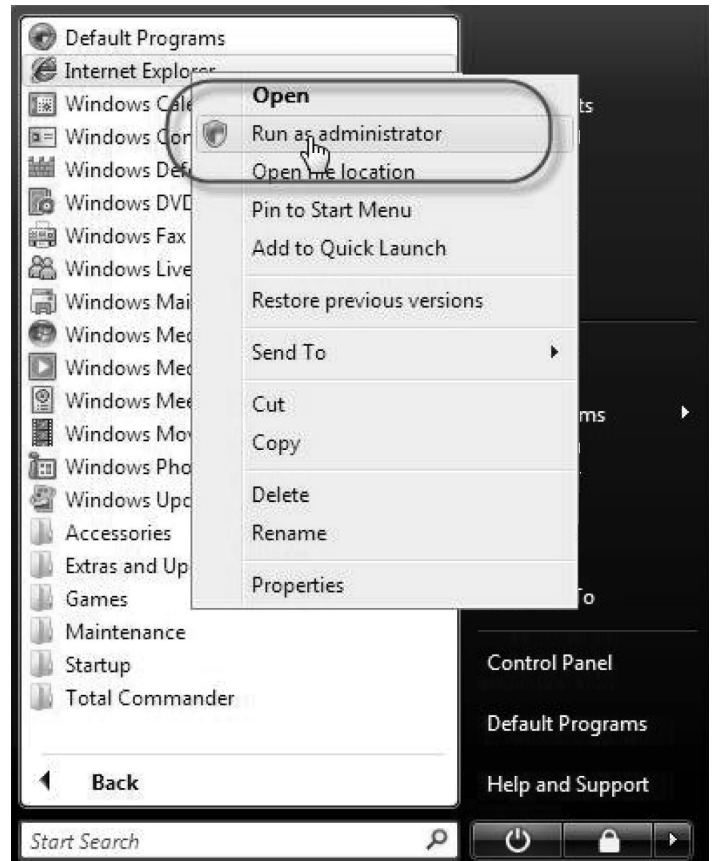 Default Programs
Internet Explorer
Windows
Windows
Windows
Windows DVD
Windows Fax
Windows Live
Windows
Windows
Windows
Windows
Windows
Windows
Windows
Accessories
Extras and
Games
Maintenance
Startup
Total Commander
Back
Start Search
Open
Run as administrator
Open file location
Pin to Start Menu
Add to Quick Launch
Restore previous versions
Send To
Cut
Copy
Delete
Rename
Properties
Control Panel
Default Programs
Help and Support